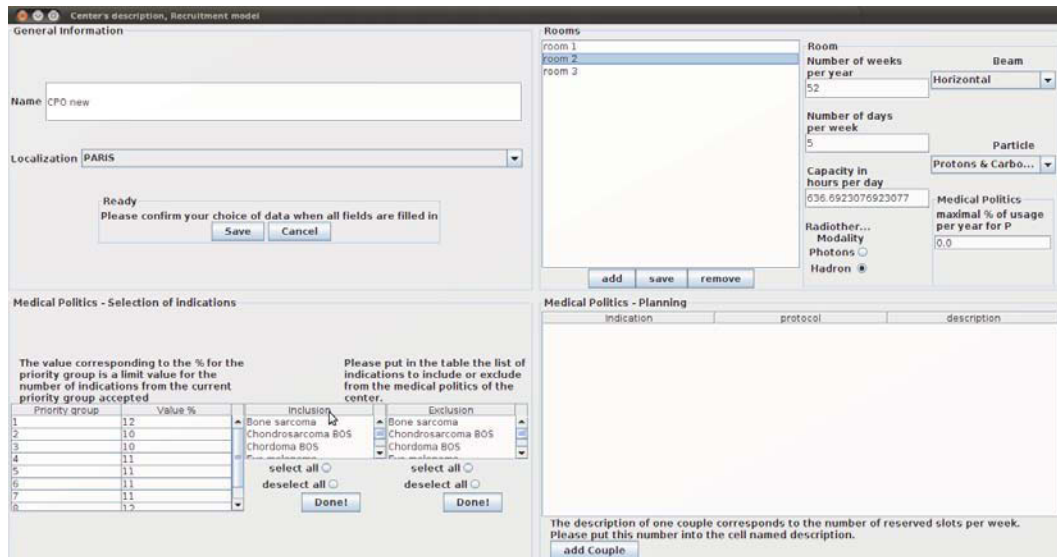 Center's description, Recruitment model
General Information
Name CPO new
Localization PARIS
Ready
Please confirm your choice of data when all fields are filled in
Save Cancel
Rooms
room 1
room 2
room 3
add save remove
Room
Number of weeks
per year
52
Number of days
per week
5
Capacity in
hours per day
636.6923076923077
Radiother...
Modality
Photons
Hadron
Beam
Horizontal
Particle
Protons & Carbo...
Medical Politics
maximal % of usage
per year for P
0.0
Medical Politics - Selection of indications
The value corresponding to the % for the
priority group is a limit value for the
number of indications from the current
priority group accepted
Please put in the table the list of
indications to include or exclude
from the medical politics of the
center.
Priority group Value %
1 12
2 10
3 10
4 11
5 11
6 11
7 11
8 12
Inclusion
Bone sarcoma
Chondrosarcoma BOS
Chordoma BOS
select all
deselect all
Done!
Exclusion
Bone sarcoma
Chondrosarcoma BOS
Chordoma BOS
select all
deselect all
Done!
Medical Politics - Planning
Indication protocol description
The description of one couple corresponds to the number of reserved slots per week.
Please put this number into the cell named description.
add Couple